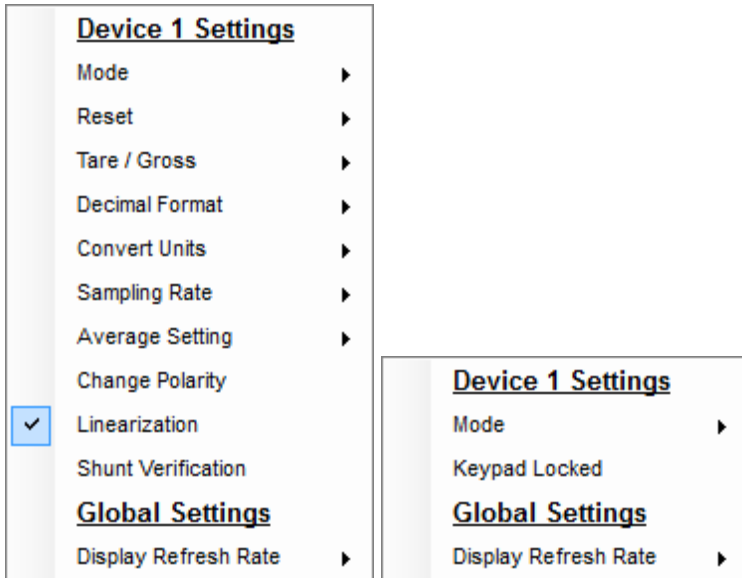 Device 1 Settings
Mode
Reset
Tare / Gross
Decimal Format
Convert Units
Sampling Rate
Average Setting
Change Polarity
Linearization
Shunt Verification
Global Settings
Display Refresh Rate
Device 1 Settings
Mode
Keypad Locked
Global Settings
Display Refresh Rate